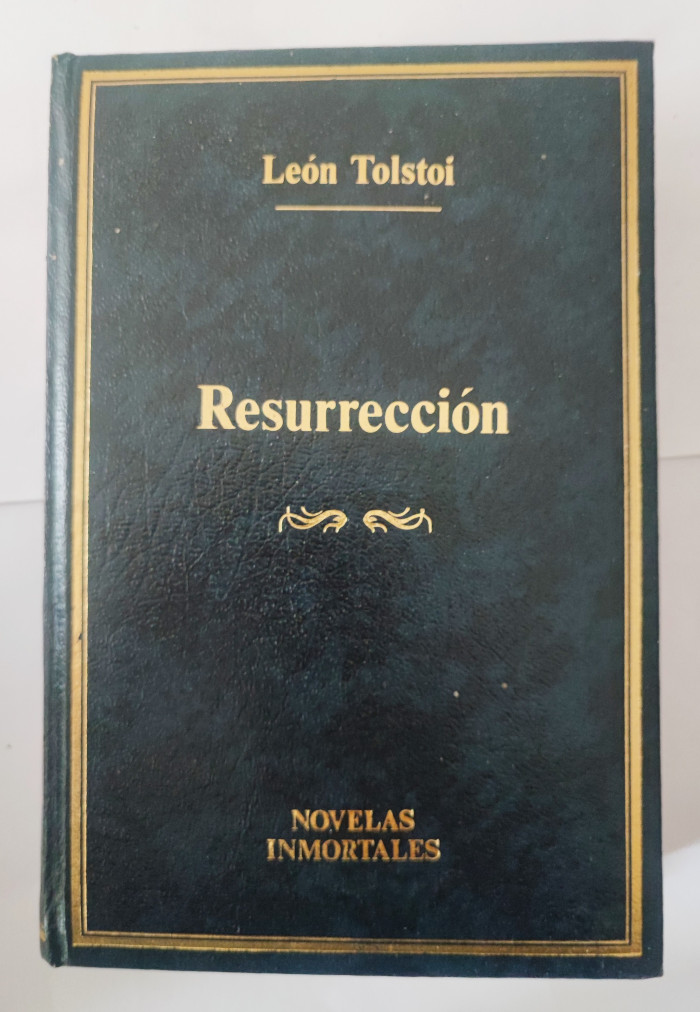 León Tolstoi
Resurrección
NOVELAS
INMORTALES